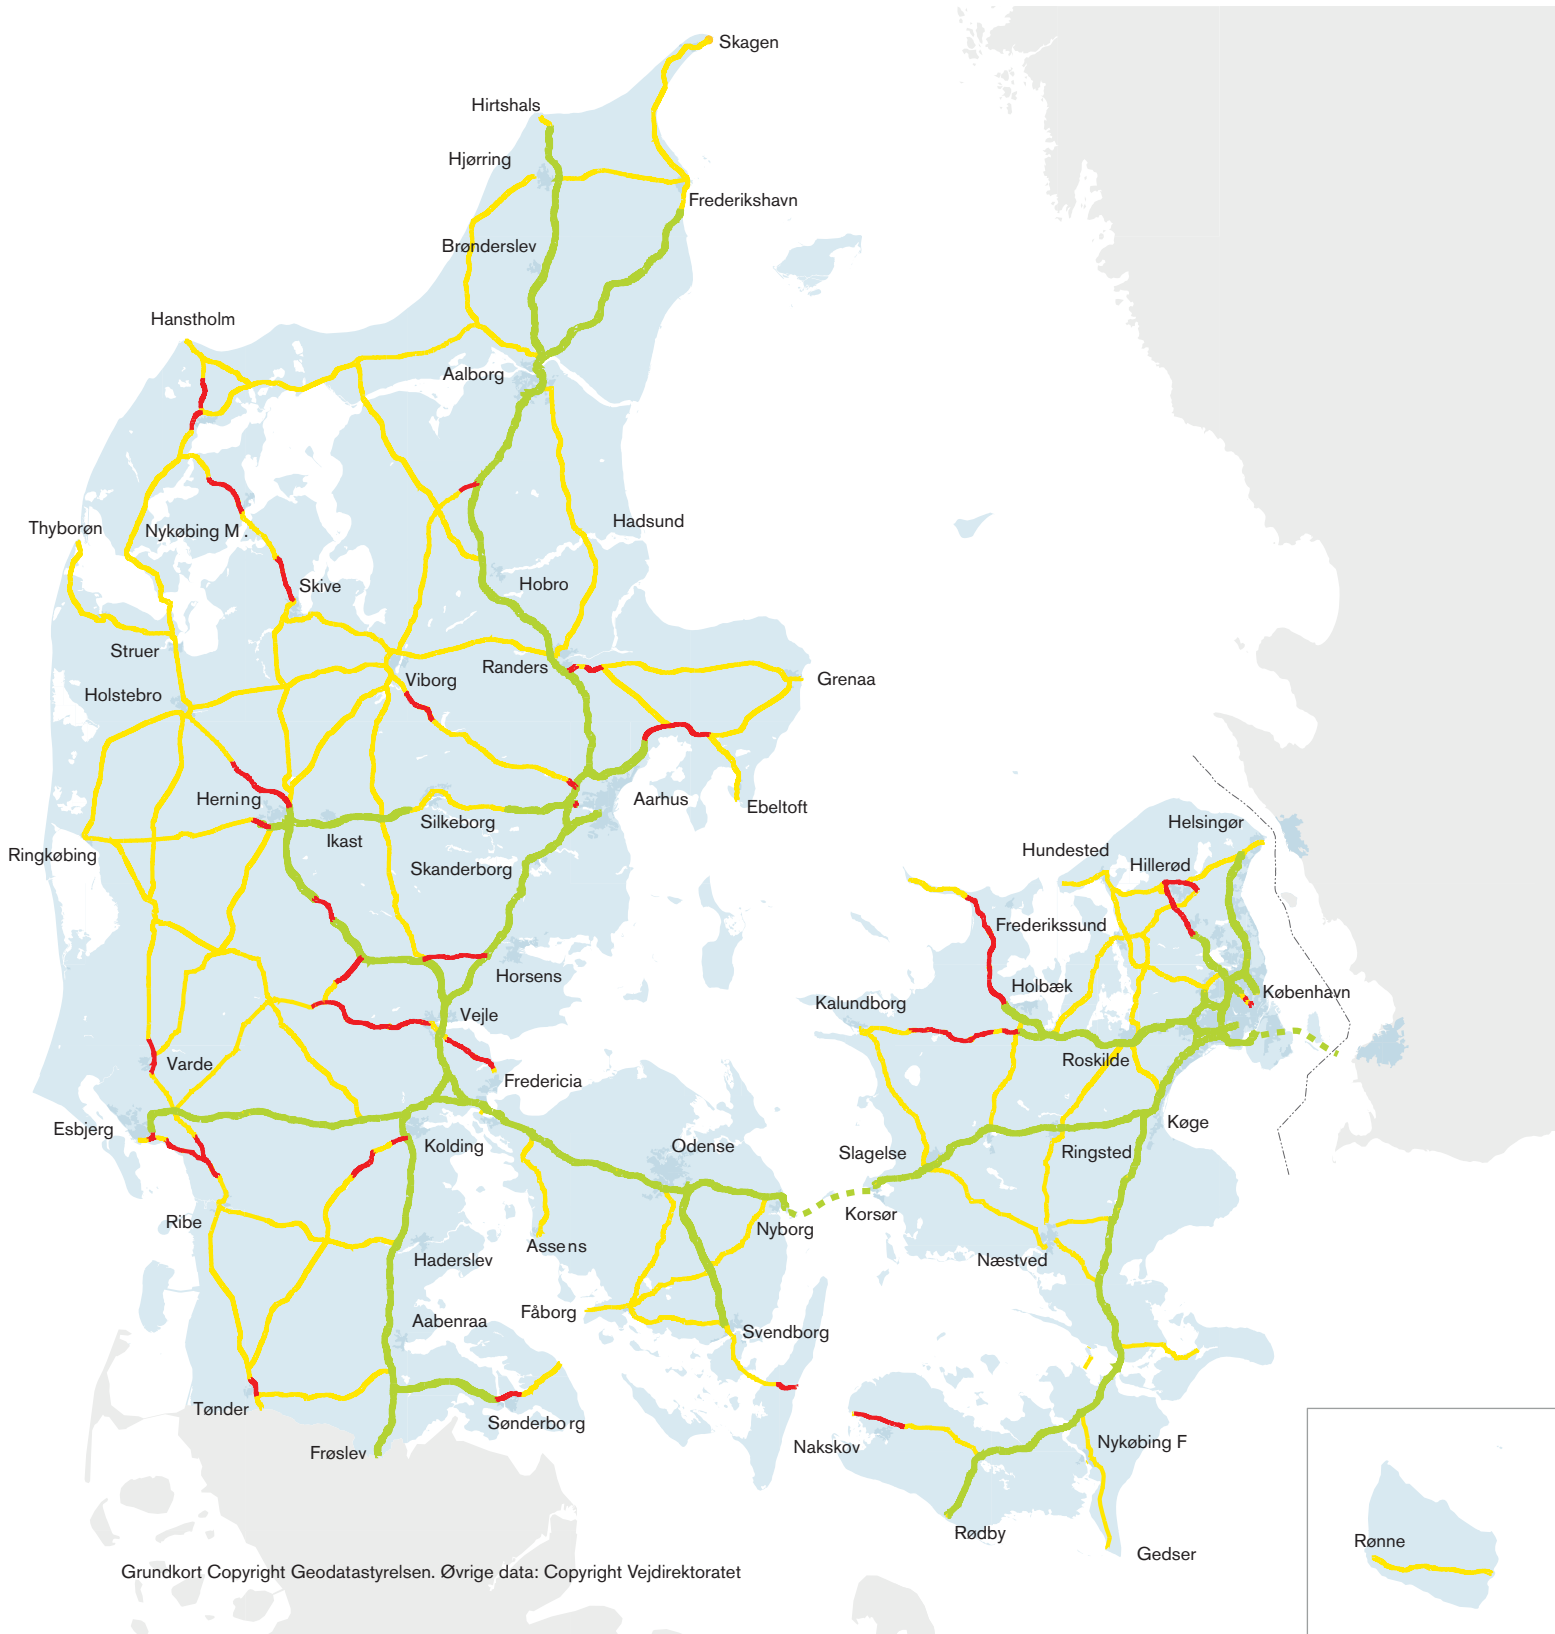 Skagen
Hirtshals
Hjørring
Frederikshavn
Brønderslev
Hanstholm
Aalborg
Hadsund
Thyborøn
Nykøbing M .
Hobro
Skive
Struer
Randers
Viborg
Grenaa
Holstebro
Herning
Aarhus
Ebeltoft
Silkeborg
Ikast
Ringkøbing
Skanderborg
Helsingør
Hundested
Hillerød
Frederikssund
Horsens
Holbæk
København
Kalundborg
Vejle
Varde
Roskilde
Fredericia
Esbjerg
Køge
Kolding
Odense
Slagelse
Ringsted
Ribe
Korsør
Nyborg
Assens
Haderslev
Næstved
Fåborg
Aabenraa
Svendborg
Tønder
Sønderborg
Frøslev
Nakskov
Nykøbing F
Rødby
Rønne
Gedser
Grundkort Copyright Geodatastyrelsen. Øvrige data: Copyright Vejdirektoratet